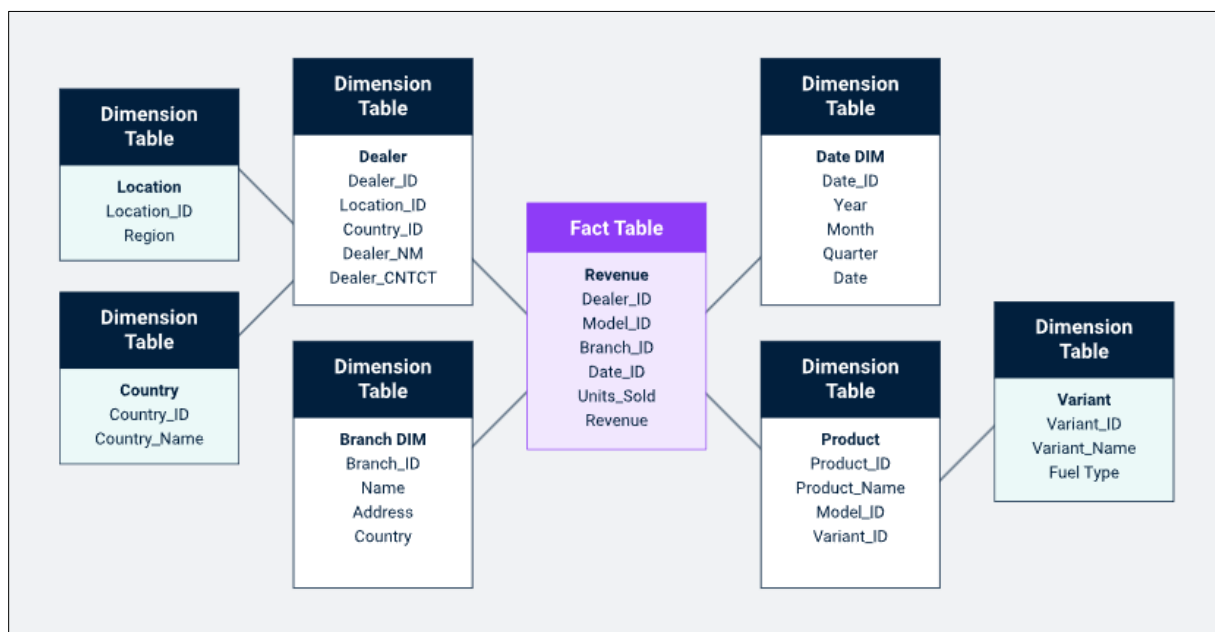 Dimension
Table
Location
Location_ID
Region
Dimension
Table
Country
Country_ID
Country_Name
Dimension
Table
Dealer
Dealer_ID
Location_ID
Country_ID
Dealer_NM
Dealer_CNTCT
Dimension
Table
Branch DIM
Branch_ID
Name
Address
Country
Fact Table
Revenue
Dealer_ID
Model_ID
Branch_ID
Date_ID
Units_Sold
Revenue
Dimension
Table
Date DIM
Date_ID
Year
Month
Quarter
Date
Dimension
Table
Product
Product_ID
Product_Name
Model_ID
Variant_ID
Dimension
Table
Variant
Variant_ID
Variant_Name
Fuel Type